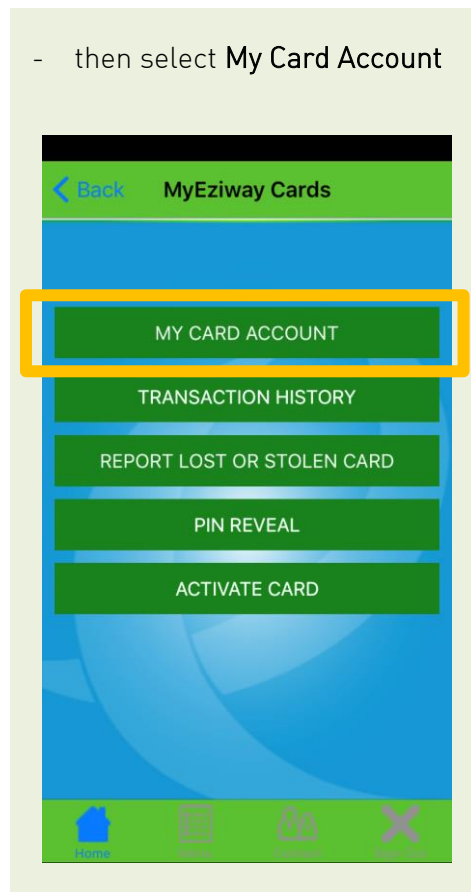 - then select My Card Account
Back MyEziway Cards
MY CARD ACCOUNT
TRANSACTION HISTORY
REPORT LOST OR STOLEN CARD
PIN REVEAL
ACTIVATE CARD
Home